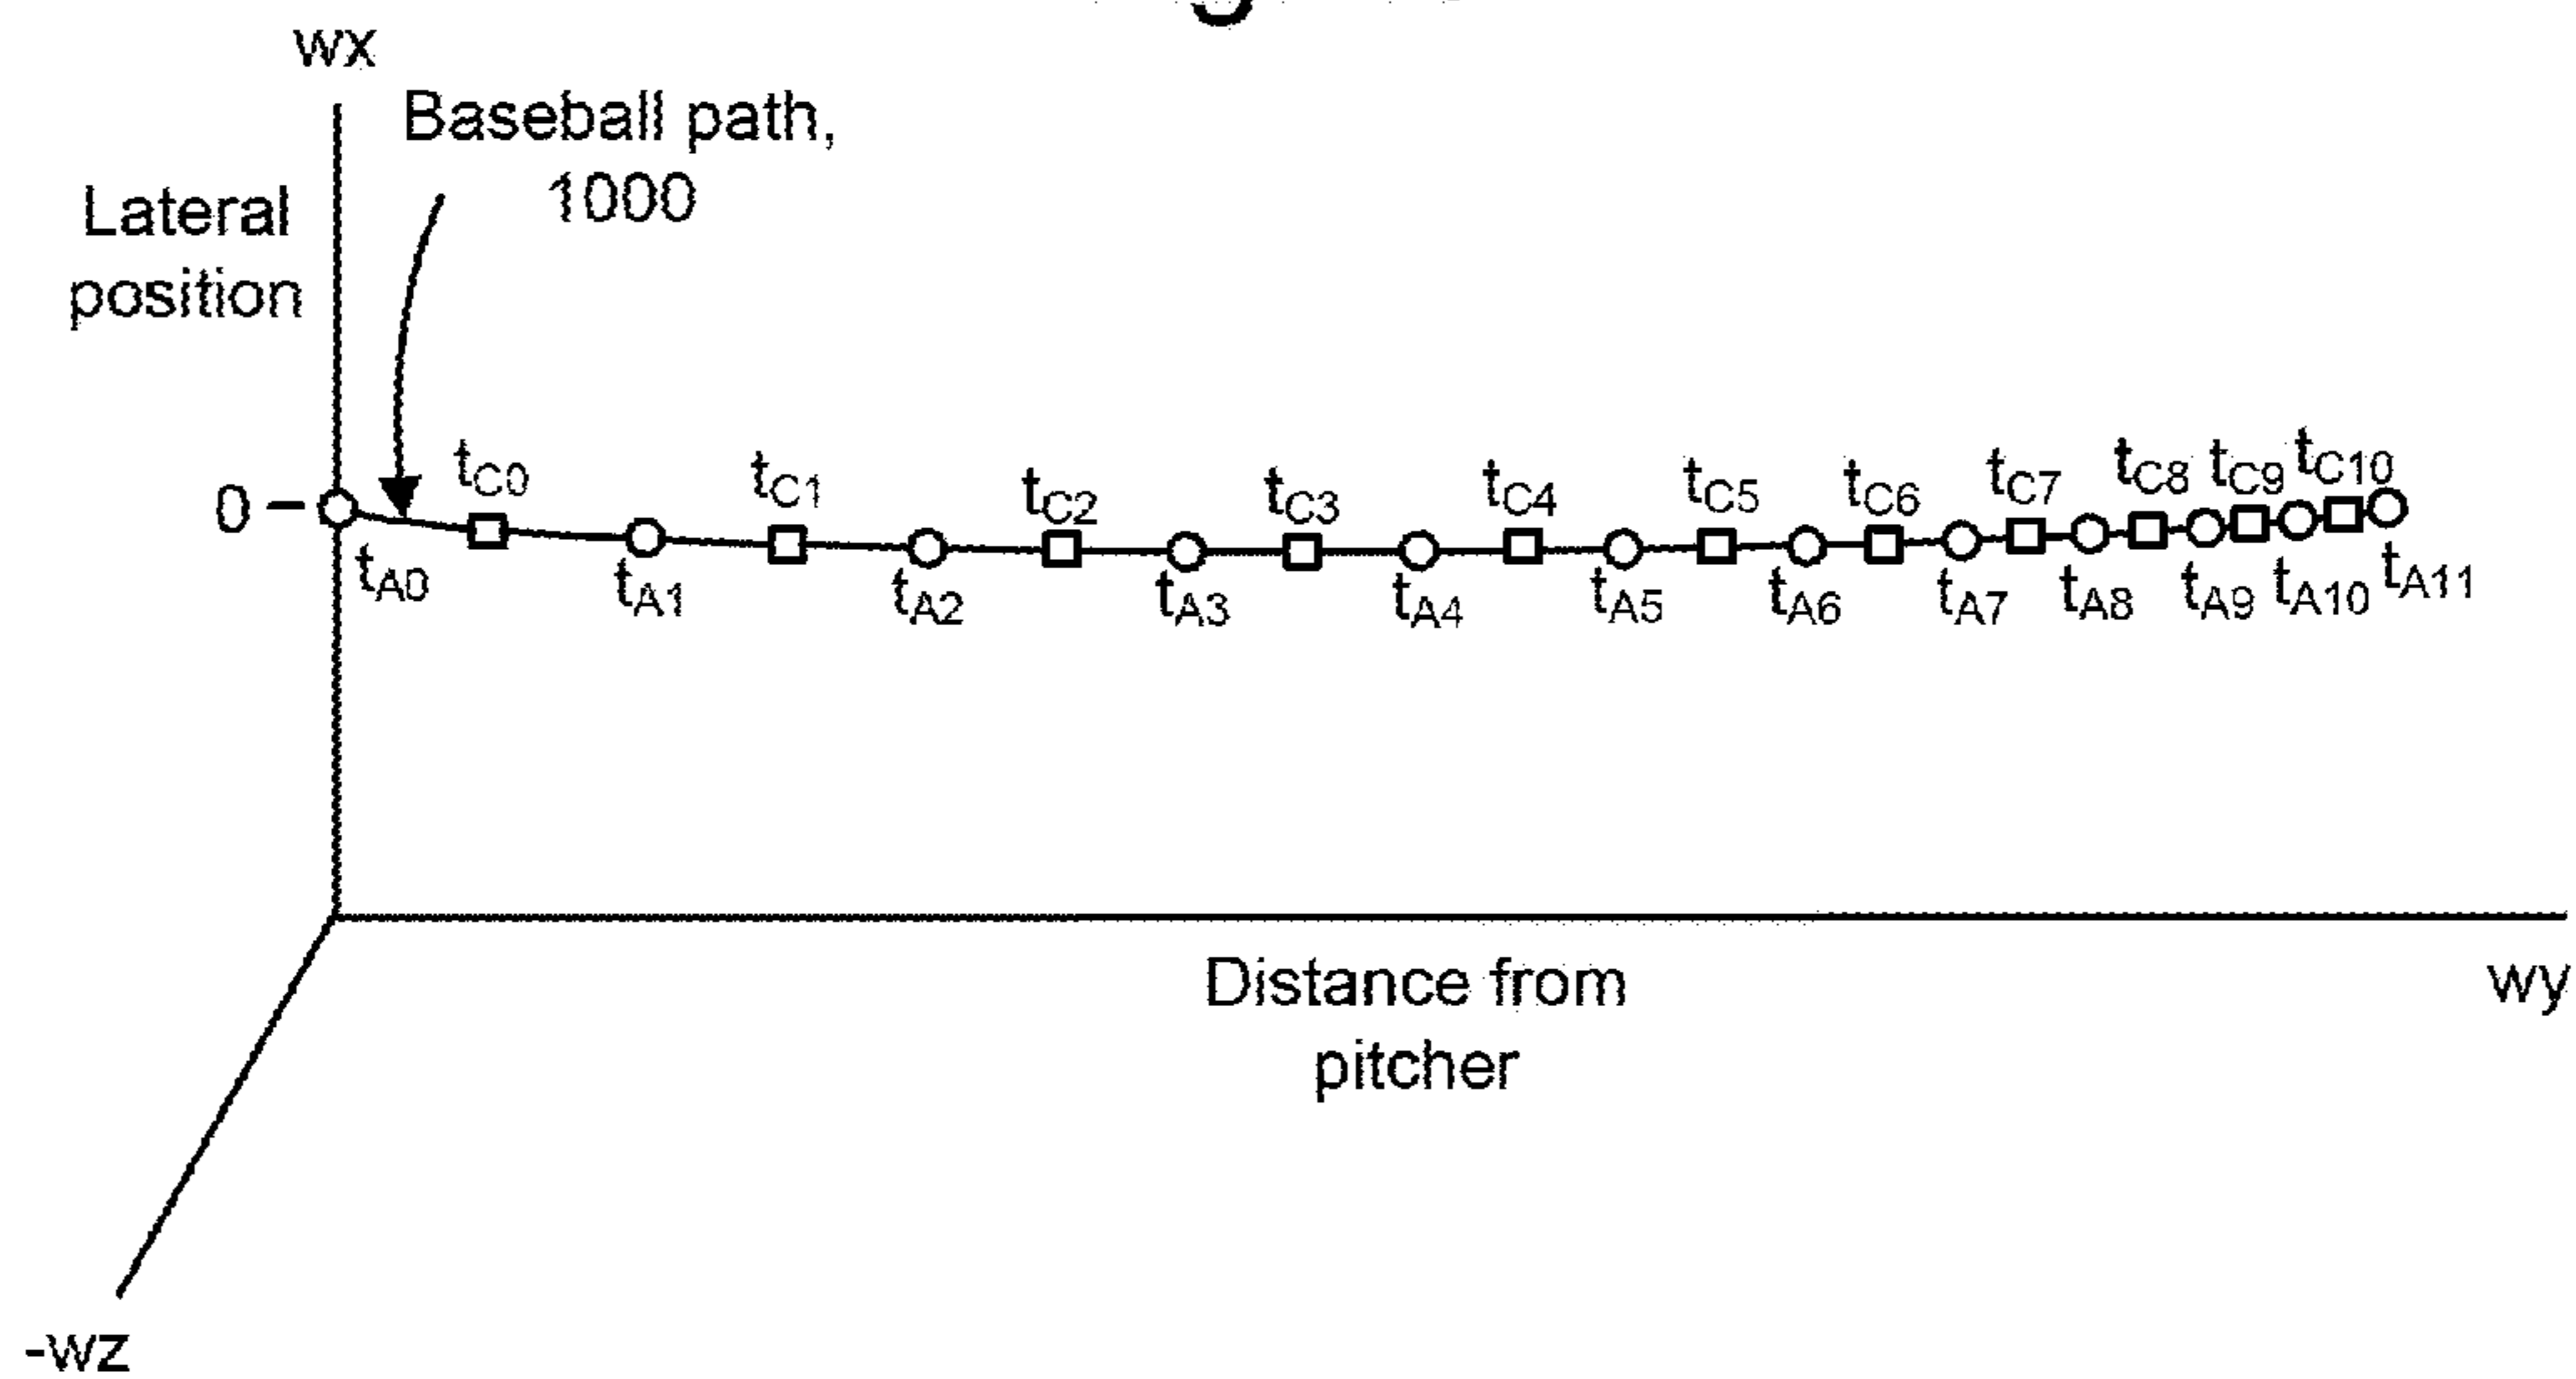 wx
Baseball path,
1000
Lateral
position
0
tC0 tC1 tC2 tC3 tC4 tC5 tC6 tC7 tC8 tC9 tC10
tA0 tA1 tA2 tA3 tA4 tA5 tA6 tA7 tA8 tA9 tA10 tA11
Distance from
pitcher
wy
-wz